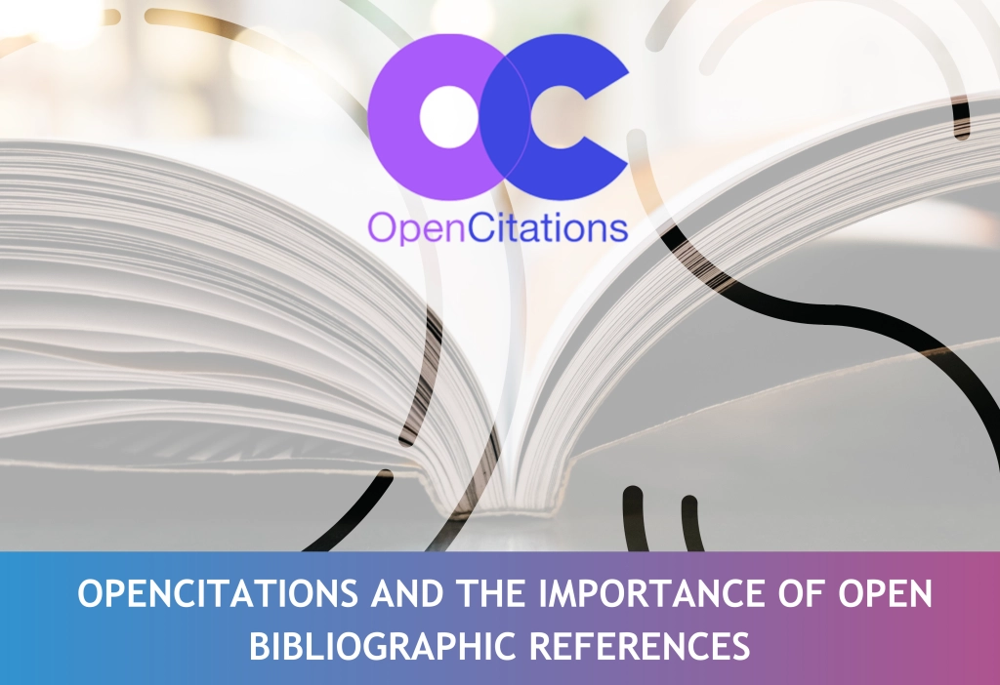 OC
OpenCitations
OPENCITATIONS AND THE IMPORTANCE OF OPEN
BIBLIOGRAPHIC REFERENCES